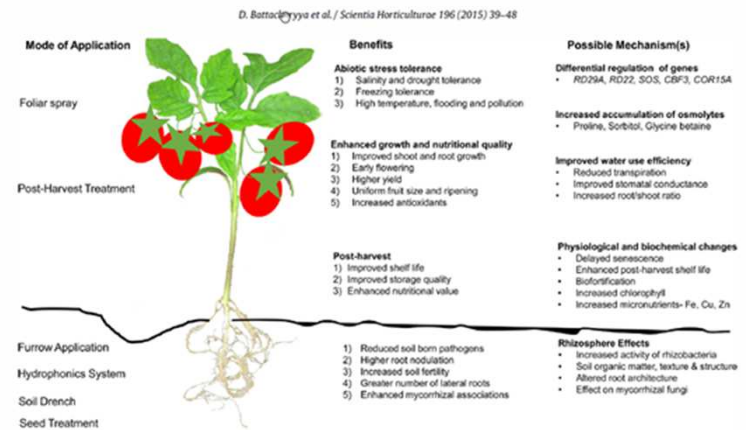 D. Battacharyya et al. / Scientia Horticulturae 196 (2015) 39–48
Mode of Application
Foliar spray
Post-Harvest Treatment
Furrow Application
Hydrophonics System
Soil Drench
Seed Treatment
Benefits
Abiotic stress tolerance
1) Salinity and drought tolerance
2) Freezing tolerance
3) High temperature, flooding and pollution
Enhanced growth and nutritional quality
1) Improved shoot and root growth
2) Early flowering
3) Higher yield
4) Uniform fruit size and ripening
5) Increased antioxidants
Post-harvest
1) Improved shelf life
2) Improved storage quality
3) Enhanced nutritional value
1) Reduced soil born pathogens
2) Higher root nodulation
3) Increased soil fertility
4) Greater number of lateral roots
5) Enhanced mycorrhizal associations
Possible Mechanism(s)
Differential regulation of genes
• RD29A, RD22, SOS, CBF3, COR15A
Increased accumulation of osmolytes
• Proline, Sorbitol, Glycine betaine
Improved water use efficiency
• Reduced transpiration
• Improved stomatal conductance
• Increased root/shoot ratio
Physiological and biochemical changes
• Delayed senescence
• Enhanced post-harvest shelf life
• Biofortification
• Increased chlorophyll
• Increased micronutrients- Fe, Cu, Zn
Rhizosphere Effects
• Increased activity of rhizobacteria
• Soil organic matter, texture & structure
• Altered root architecture
• Effect on mycorrhizal fungi